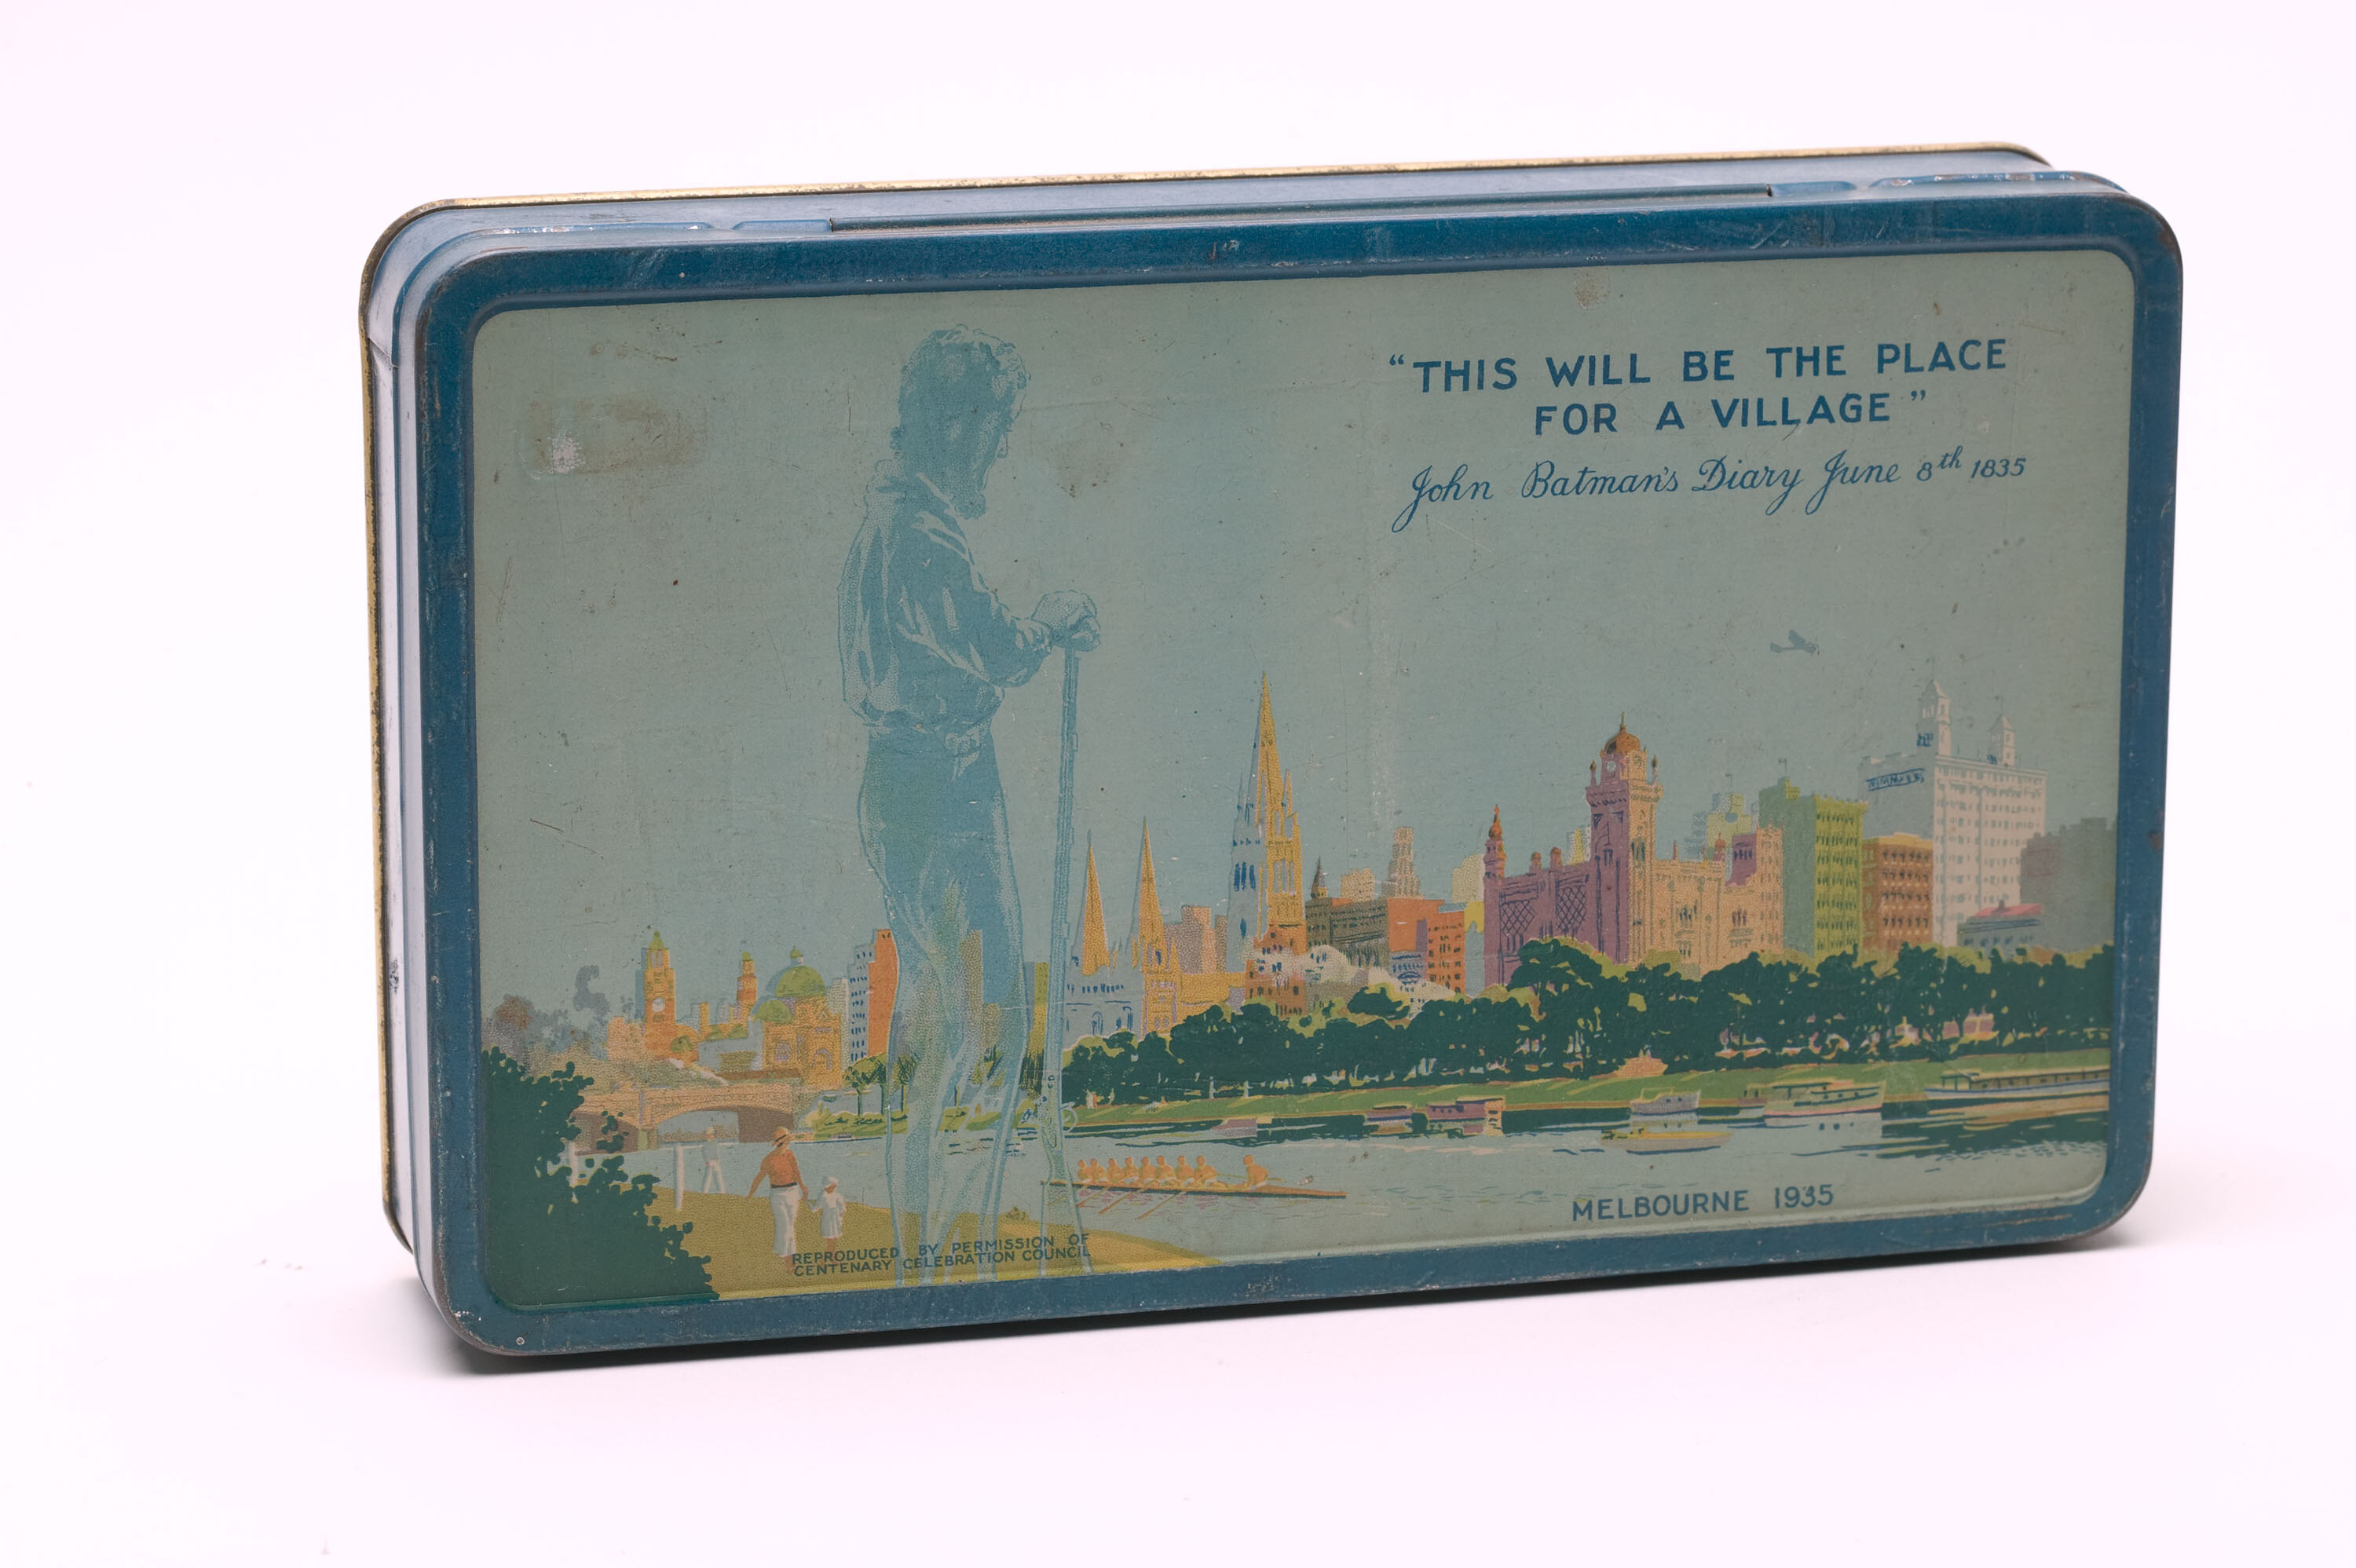 “THIS WILL BE THE PLACE
FOR A VILLAGE”
John Batman's Diary June 8th 1835
MELBOURNE 1935
REPRODUCED BY PERMISSION OF
CENTENARY CELEBRATION COUNCIL